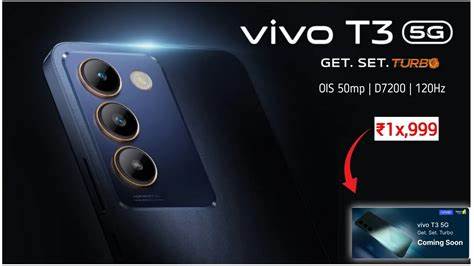 vivo T3 5G
GET. SET. TURBO
OIS 50mp | D7200 | 120Hz
₹1x,999
vivo T3 5G
Get. Set. Turbo
Coming Soon